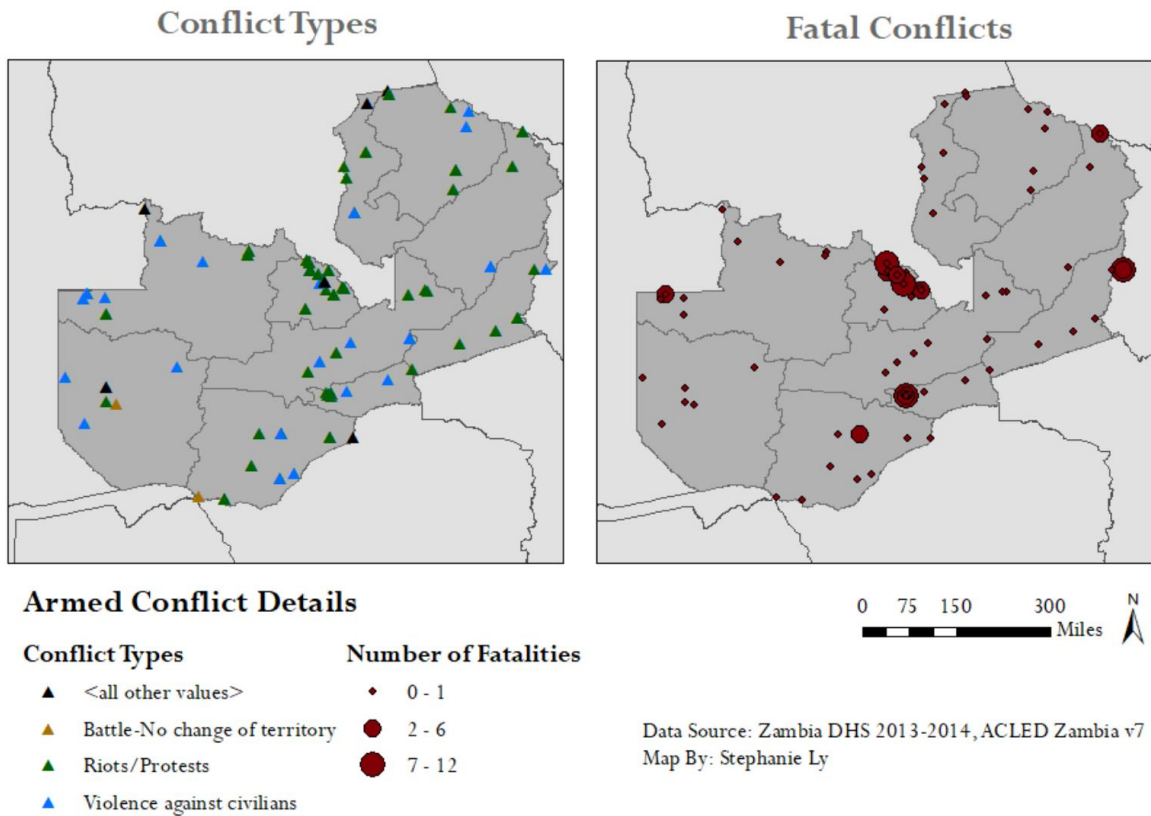 Conflict Types
Fatal Conflicts
Armed Conflict Details
Conflict Types
<all other values>
Battle-No change of territory
Riots/Protests
Violence against civilians
Number of Fatalities
0 - 1
2 - 6
7 - 12
0 75 150 300
Miles
N
Data Source: Zambia DHS 2013-2014, ACLED Zambia v7
Map By: Stephanie Ly